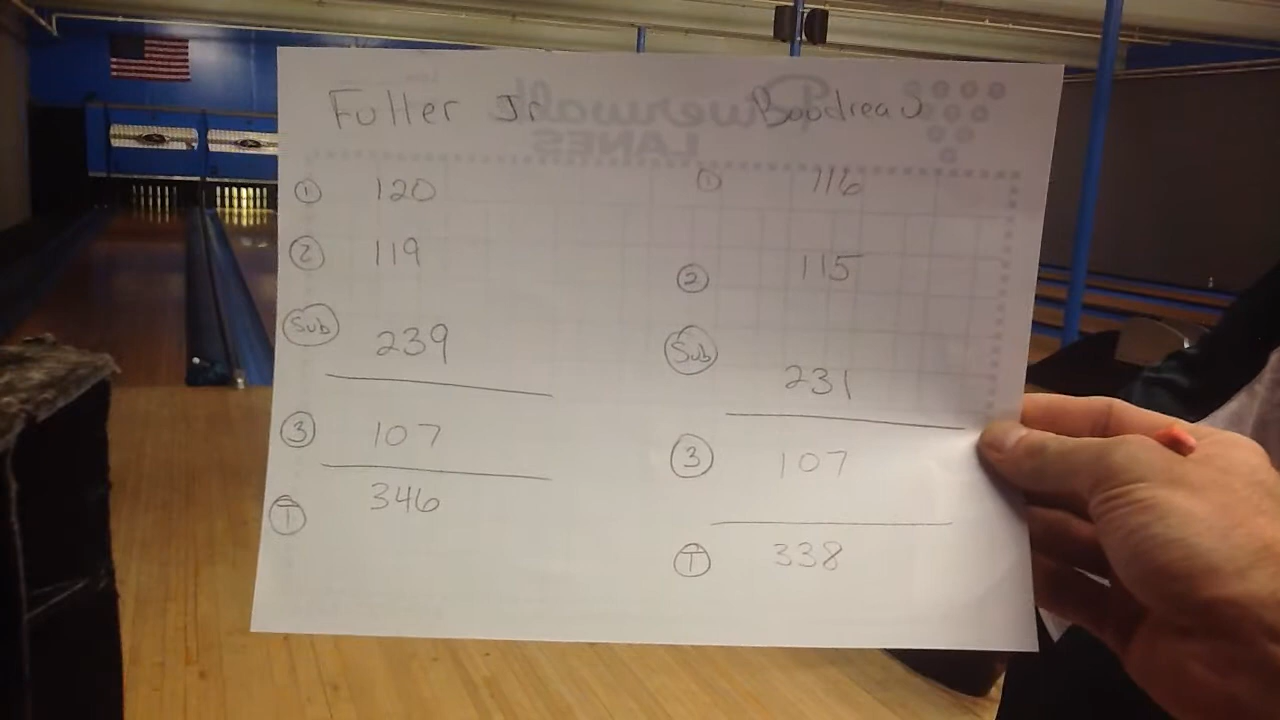 Fuller Jr
Boudreau
① 120
② 119
Sub 239
③ 107
Ⓣ 346
① 116
② 115
Sub 231
③ 107
Ⓣ 338
LANES